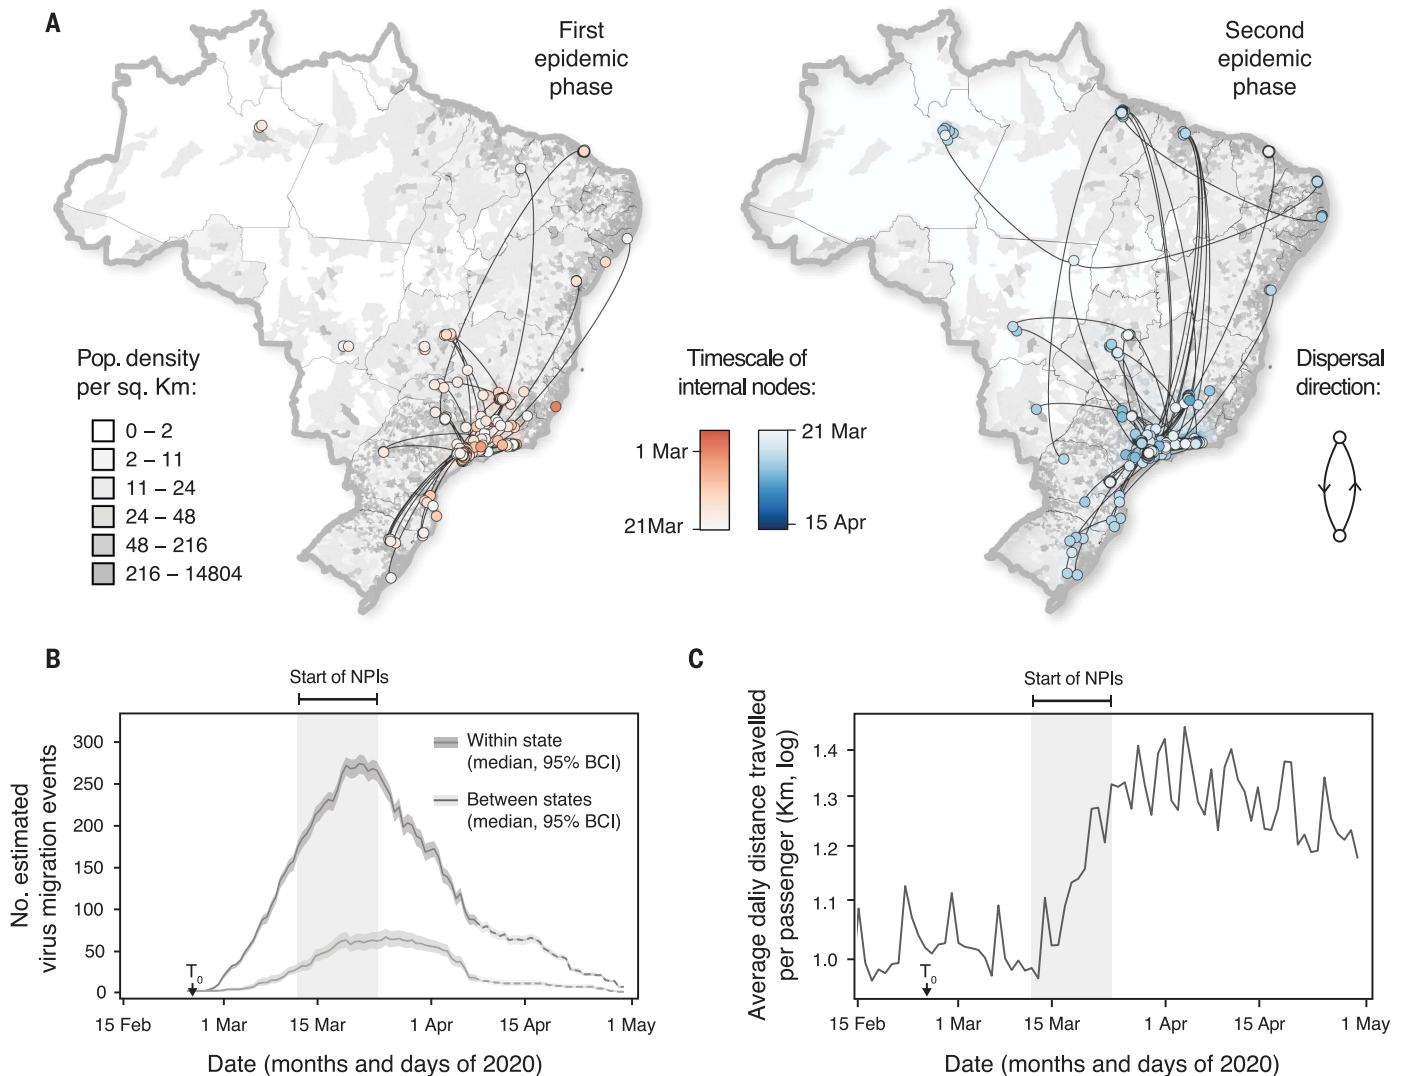 A
First
epidemic
phase
Second
epidemic
phase
Pop. density
per sq. Km:
0 – 2
2 – 11
11 – 24
24 – 48
48 – 216
216 – 14804
Timescale of
internal nodes:
1 Mar
21Mar
21 Mar
15 Apr
Dispersal
direction:
B
Start of NPIs
No. estimated
virus migration events
300
250
200
150
100
50
0
Within state
(median, 95% BCI)
Between states
(median, 95% BCI)
T0
15 Feb
1 Mar
15 Mar
1 Apr
15 Apr
1 May
Date (months and days of 2020)
C
Start of NPIs
Average daliy distance travelled
per passenger (Km, log)
1.4
1.3
1.2
1.1
1.0
T0
15 Feb
1 Mar
15 Mar
1 Apr
15 Apr
1 May
Date (months and days of 2020)